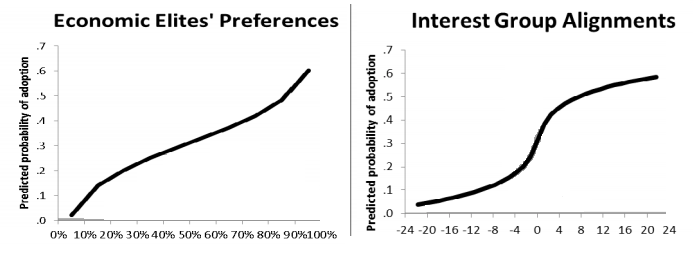 Economic Elites' Preferences
Predicted probability of adoption
.7
.6
.5
.4
.3
.2
.1
.0
0% 10% 20% 30% 40% 50% 60% 70% 80% 90%100%
Interest Group Alignments
Predicted probability of adoption
.7
.6
.5
.4
.3
.2
.1
.0
-24 -20 -16 -12 -8 -4 0 4 8 12 16 20 24